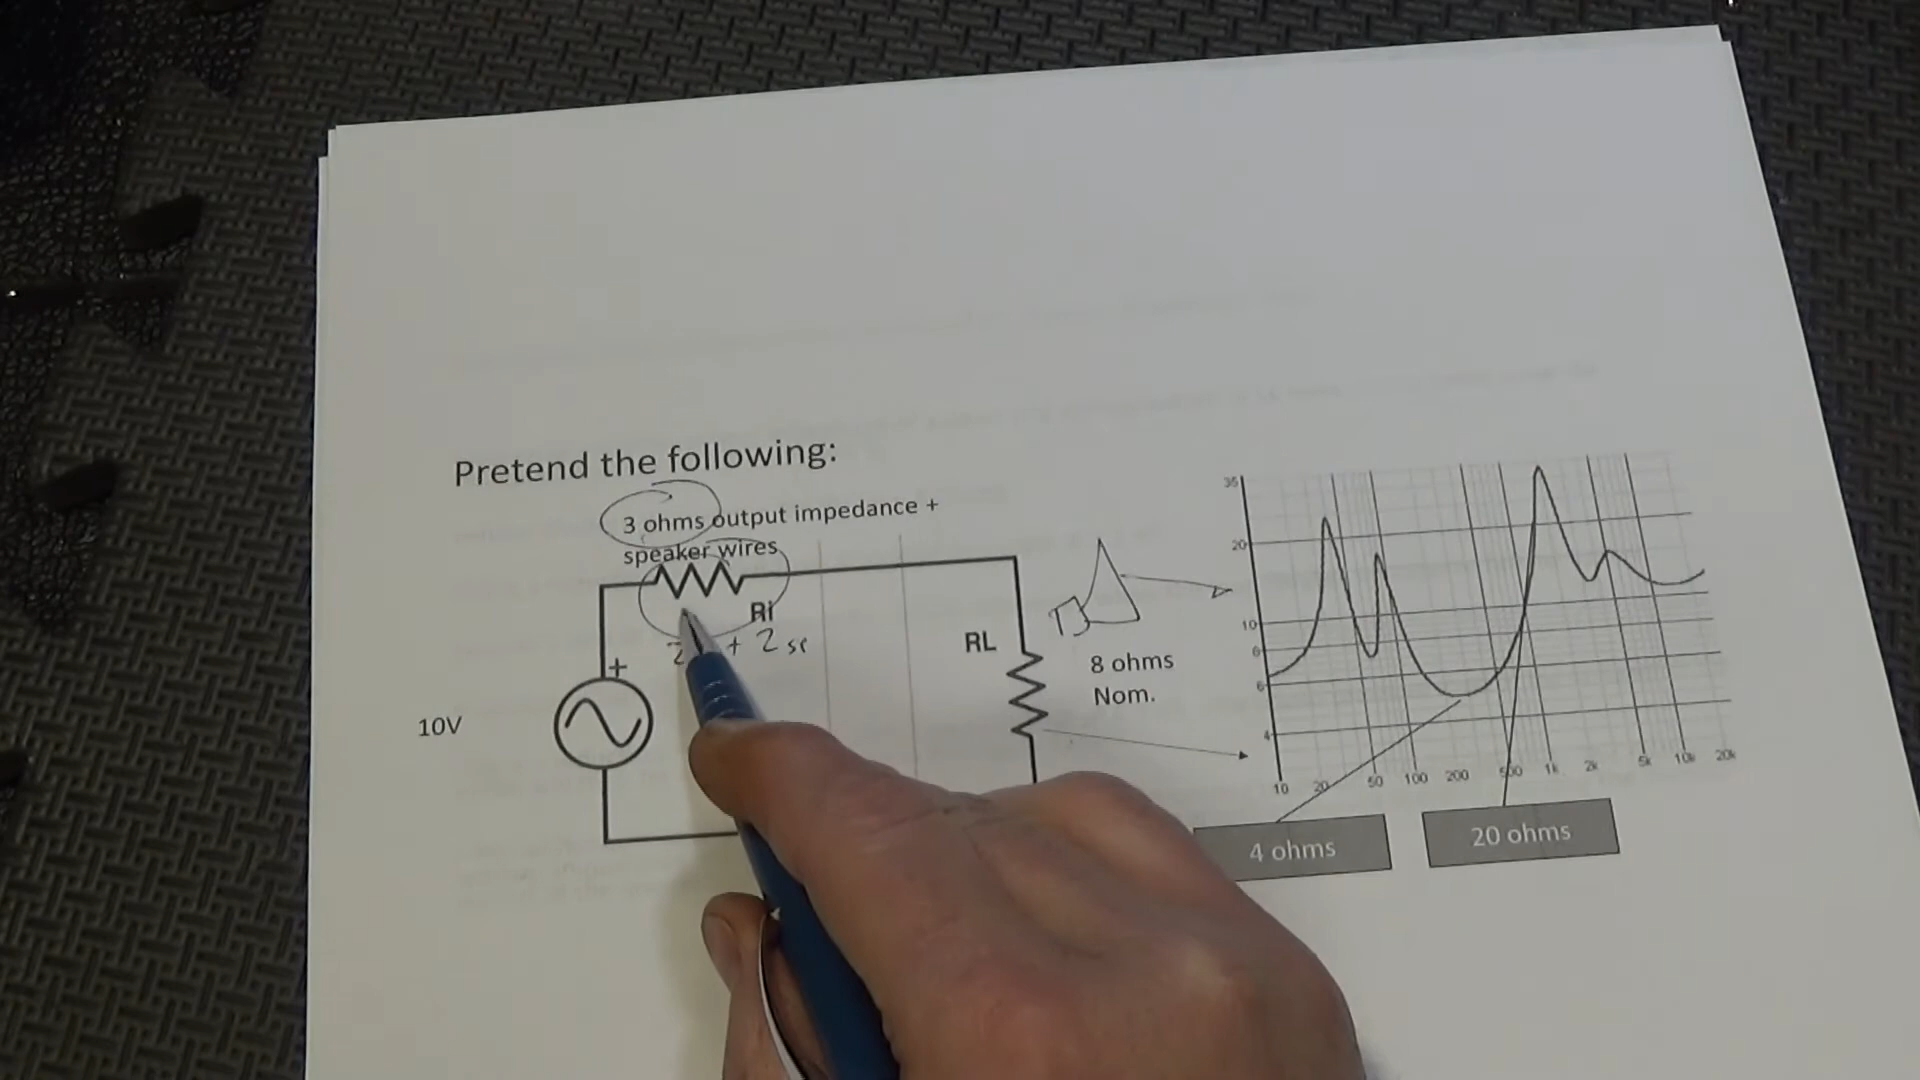 Pretend the following:
3 ohms output impedance +
speaker wires
Ri
+ 2 sr
+
10V
RL
8 ohms
Nom.
35
20
10
8
6
4
10 20 50 100 200 500 1k 2k 5k 10k 20k
4 ohms
20 ohms